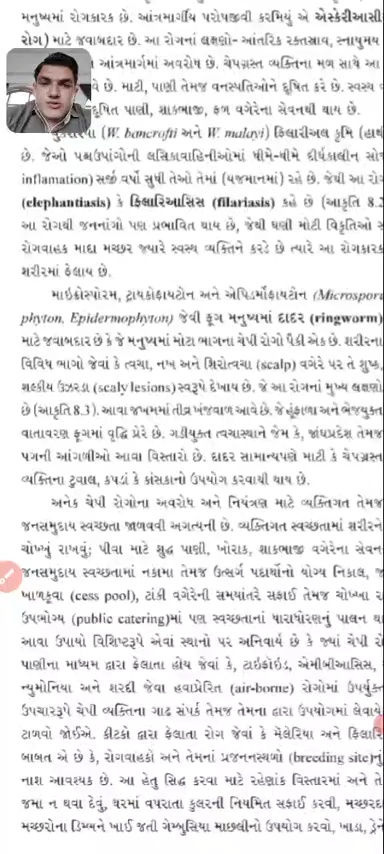 મનુષ્યમાં રોગકારક છે. આંત્રમાર્ગીય પરોપજીવી કરમિયું એ એસ્કેરીઆસી
રોગ) માટે જવાબદાર છે. આ રોગનાં લક્ષણો- આંતરિક રક્તસ્રાવ, સ્નાયુમય
આંત્રમાર્ગમાં અવરોધ છે. ચેપગ્રસ્ત વ્યક્તિના મળ સાથે આ
વે છે. માટી, પાણી તેમજ વનસ્પતિઓને દૂષિત કરે છે. સ્વસ્થ
દૂષિત પાણી, શાકભાજી, ફળ વગેરેના સેવનથી થાય છે.
(W. bancrofti અને W. malayi) ફિલારીઅલ કૃમિ (હાથી
છે. જેઓ પશ્ચઉપાંગોની લસિકાવાહિનીઓમાં ધીમે-ધીમે દીર્ઘકાલીન સોજ
inflamation) સર્જી વર્ષો સુધી તેઓ તેમાં (યજમાનમાં) રહે છે. જેથી આ રોગ
(elephantiasis) કે ફિલારિઆસિસ (filariasis) કહે છે (આકૃતિ 8.2
આ રોગથી જનનાંગો પણ પ્રભાવિત થાય છે, જેથી ઘણી મોટી વિકૃતિઓ સ
રોગવાહક માદા મચ્છર જ્યારે સ્વસ્થ વ્યક્તિને કરડે છે ત્યારે આ રોગકારક
શરીરમાં ફેલાય છે.
માઇક્રોસ્પોરમ, ટ્રાયકોફાયટોન અને એપિડર્મોફાયટોન (Microspor
phyton, Epidermophyton) જેવી ફૂગ મનુષ્યમાં દાદર (ringworm)
માટે જવાબદાર છે કે જે મનુષ્યમાં મોટા ભાગના ચેપી રોગો પૈકી એક છે. શરીરના
વિવિધ ભાગો જેવાં કે ત્વચા, નખ અને શિરોત્વચા (scalp) વગેરે પર તે શુષ્ક,
શલ્કીય ઉઝરડા (scaly lesions) સ્વરૂપે દેખાય છે. જે આ રોગનાં મુખ્ય લક્ષણો
છે (આકૃતિ 8.3). આવા જખમમાં તીવ્ર ખંજવાળ આવે છે. જે હૂંફાળા અને ભેજયુક્ત
વાતાવરણ ફૂગમાં વૃદ્ધિ પ્રેરે છે. ગડીયુક્ત ત્વચાસ્થાને જેમ કે, જાંઘપ્રદેશ તેમજ
પગની આંગળીઓ આવા વિસ્તારો છે. દાદર સામાન્યપણે માટી કે ચેપગ્રસ્ત
વ્યક્તિના ટુવાલ, કપડાં કે કાંસકાનો ઉપયોગ કરવાથી થાય છે.
અનેક ચેપી રોગોના અવરોધ અને નિયંત્રણ માટે વ્યક્તિગત તેમજ
જનસમુદાય સ્વચ્છતા જાળવવી અગત્યની છે. વ્યક્તિગત સ્વચ્છતામાં શરીરને
ચોખ્ખું રાખવું; પીવા માટે શુદ્ધ પાણી, ખોરાક, શાકભાજી વગેરેના સેવન
જનસમુદાય સ્વચ્છતામાં નકામા તેમજ ઉત્સર્ગ પદાર્થોનો યોગ્ય નિકાલ, જ
ખાળકૂવા (cess pool), ટાંકી વગેરેની સમયાંતરે સફાઈ તેમજ ચોખ્ખા ર
ઉપભોગ્ય (public catering)માં પણ સ્વચ્છતાનાં ધારાધોરણનું પાલન થા
આવા ઉપાયો વિશિષ્ટરૂપે એવાં સ્થાનો પર અનિવાર્ય છે કે જ્યાં ચેપી રો
પાણીના માધ્યમ દ્વારા ફેલાતા હોય જેવાં કે, ટાઇફોઇડ, એમીબીઆસિસ,
ન્યુમોનિયા અને શરદી જેવા હવાપ્રેરિત (air-borne) રોગોમાં ઉપર્યુક્ત
ઉપચારરૂપે ચેપી વ્યક્તિના ગાઢ સંપર્ક તેમજ તેમના દ્વારા ઉપયોગમાં લેવાયે
ટાળવો જોઈએ. કીટકો દ્વારા ફેલાતા રોગ જેવાં કે મેલેરિયા અને ફિલારિ
બાબત એ છે કે, રોગવાહકો અને તેમનાં પ્રજનનસ્થળો (breeding site)નુ
નાશ આવશ્યક છે. આ હેતુ સિદ્ધ કરવા માટે રહેણાંક વિસ્તારમાં અને તે
જમા ન થવા દેવું, ઘરમાં વપરાતા કુલરની નિયમિત સફાઈ કરવી, મચ્છરદ
મચ્છરોના ડિમ્ભને ખાઈ જતી ગેમ્બુસિયા માછલીનો ઉપયોગ કરવો, ખાડા, ડ્રેને